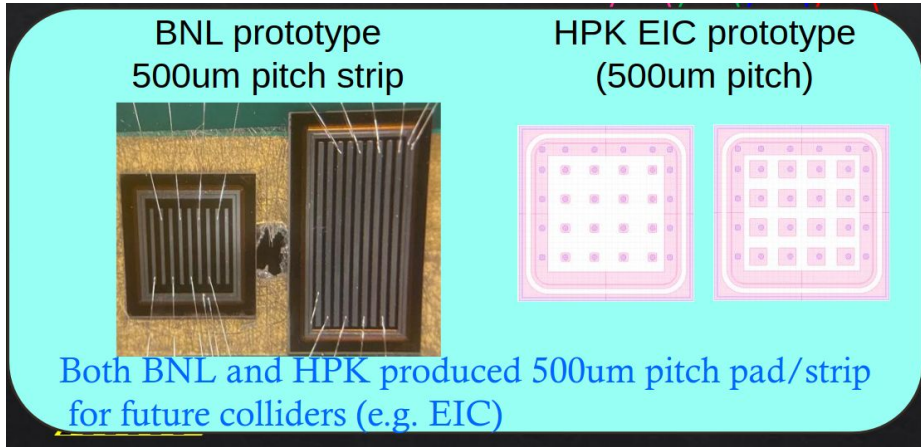 BNL prototype
500um pitch strip
HPK EIC prototype
(500um pitch)
Both BNL and HPK produced 500um pitch pad/strip
for future colliders (e.g. EIC)